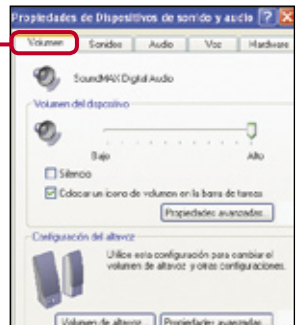 Propiedades de Dispositivos de sonido y audio
Volumen Sonidos Audio Voz Hardware
SoundMAX Digital Audio
Volumen del dispositivo
Bajo Alto
Silencio
Colocar un icono de volumen en la barra de tareas
Propiedades avanzadas...
Configuración del altavoz
Utilice esta configuración para cambiar el
volumen de altavoz y otras configuraciones.
Volumen de altavoz... Propiedades avanzadas...